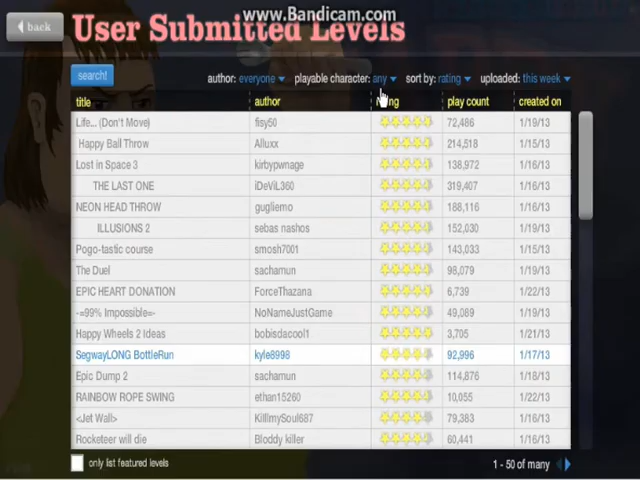 www.Bandicam.com
back
User Submitted Levels
search! author: everyone playable character: any sort by: rating uploaded: this week
title author play count created on
Life... (Don't Move) fisy50 72,486 1/19/13
Happy Ball Throw Alluxx 214,518 1/15/13
Lost in Space 3 kirbypwnage 138,972 1/16/13
THE LAST ONE iDeViL360 319,407 1/16/13
NEON HEAD THROW gugliemo 188,116 1/16/13
ILLUSIONS 2 sebas nashos 152,030 1/19/13
Pogo-tastic course smosh7001 143,033 1/15/13
The Duel sachamun 98,079 1/19/13
EPIC HEART DONATION ForceThazana 6,739 1/22/13
-=99% Impossible=- NoNameJustGame 49,089 1/19/13
Happy Wheels 2 Ideas bobisdacool1 3,705 1/21/13
SegwayLONG BottleRun kyle8998 92,996 1/17/13
Epic Dump 2 sachamun 114,876 1/18/13
RAINBOW ROPE SWING ethan15260 10,055 1/22/13
<Jet Wall> KilllmySoul687 79,383 1/16/13
Rocketeer will die Bloddy killer 60,441 1/16/13
only list featured levels 1 - 50 of many